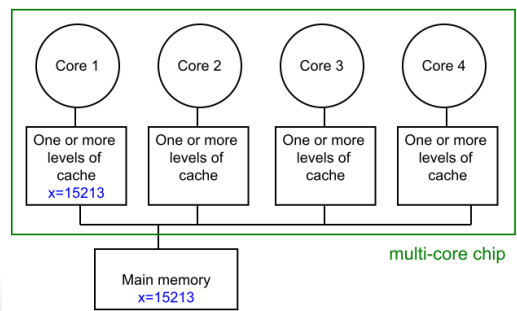 Core 1
Core 2
Core 3
Core 4
One or more
levels of
cache
x=15213
One or more
levels of
cache
One or more
levels of
cache
One or more
levels of
cache
multi-core chip
Main memory
x=15213